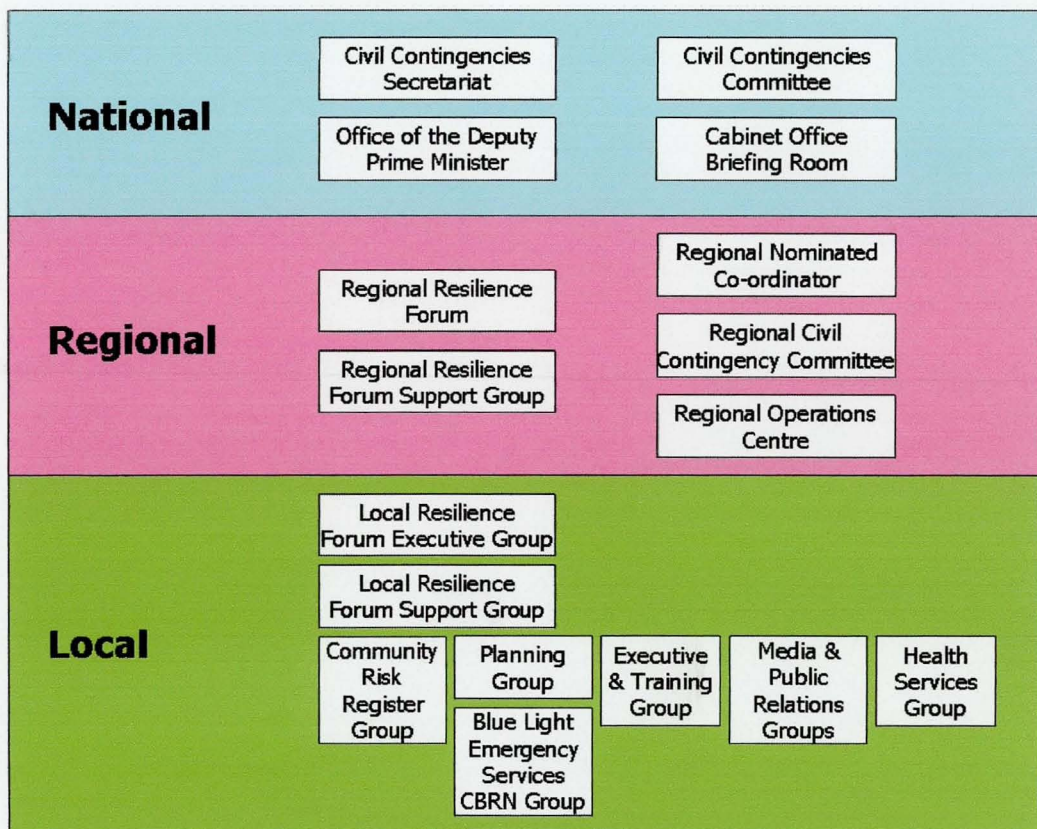 National
Civil Contingencies
Secretariat
Civil Contingencies
Committee
Office of the Deputy
Prime Minister
Cabinet Office
Briefing Room
Regional
Regional Resilience
Forum
Regional Resilience
Forum Support Group
Regional Nominated
Co-ordinator
Regional Civil
Contingency Committee
Regional Operations
Centre
Local
Local Resilience
Forum Executive Group
Local Resilience
Forum Support Group
Community
Risk
Register
Group
Planning
Group
Blue Light
Emergency
Services
CBRN Group
Executive
& Training
Group
Media &
Public
Relations
Groups
Health
Services
Group